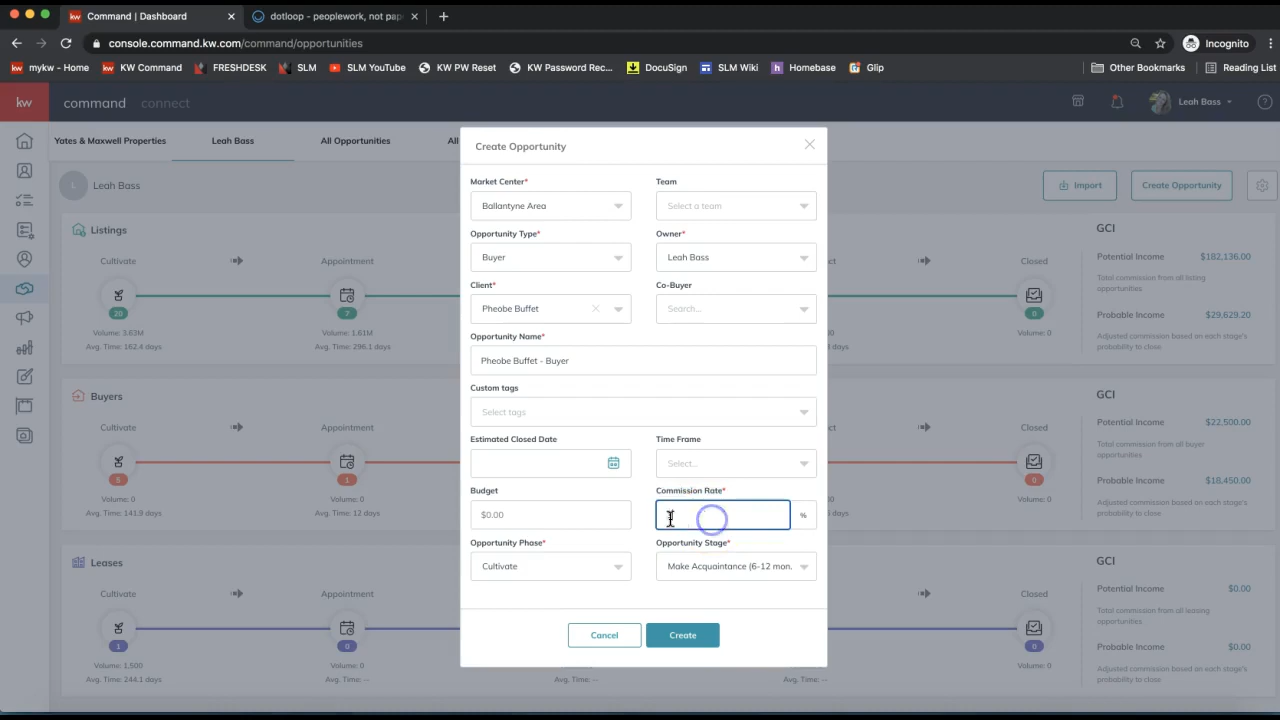 kw Command | Dashboard
dotloop - peoplework, not pap
console.command.kw.com/command/opportunities
Incognito
kw mykw - Home
kw KW Command
FRESHDESK
SLM
SLM YouTube
KW PW Reset
KW Password Rec...
DocuSign
SLM Wiki
h Homebase
Glip
Other Bookmarks
Reading List
kw command connect
Leah Bass
Yates & Maxwell Properties
Leah Bass
All Opportunities
All
L Leah Bass
Import
Create Opportunity
Listings
Cultivate
Appointment
Closed
20
7
0
Volume: 3.63M
Volume: 1.61M
Volume: 0
Avg. Time: 162.4 days
Avg. Time: 296.1 days
8 days
GCI
Potential Income $182,136.00
Total commission from all listing
opportunities.
Probable Income $29,629.20
Adjusted commission based on each stage's
probability to close.
Buyers
Cultivate
Appointment
Closed
5
1
0
Volume: 0
Volume: 0
Volume: 0
Avg. Time: 141.9 days
Avg. Time: 12 days
days
GCI
Potential Income $22,500.00
Total commission from all buyer
opportunities
Probable Income $18,450.00
Adjusted commission based on each stage's
probability to close
Leases
Cultivate
Appointment
Closed
1
0
0
Volume: 1,500
Volume: 0
Volume: 0
Avg. Time: 244.1 days
Avg. Time: --
Avg. Time: --
Avg. Time: --
GCI
Potential Income $0.00
Total commission from all leasing
opportunities
Probable Income $0.00
Adjusted commission based on each stage's
probability to close
Create Opportunity
Market Center*
Team
Ballantyne Area
Select a team
Opportunity Type*
Owner*
Buyer
Leah Bass
Client*
Co-Buyer
Pheobe Buffet
Search...
Opportunity Name*
Pheobe Buffet - Buyer
Custom tags
Select tags
Estimated Closed Date
Time Frame
Select...
Budget
Commission Rate*
$0.00
%
Opportunity Phase*
Opportunity Stage*
Cultivate
Make Acquaintance (6-12 mon.
Cancel
Create